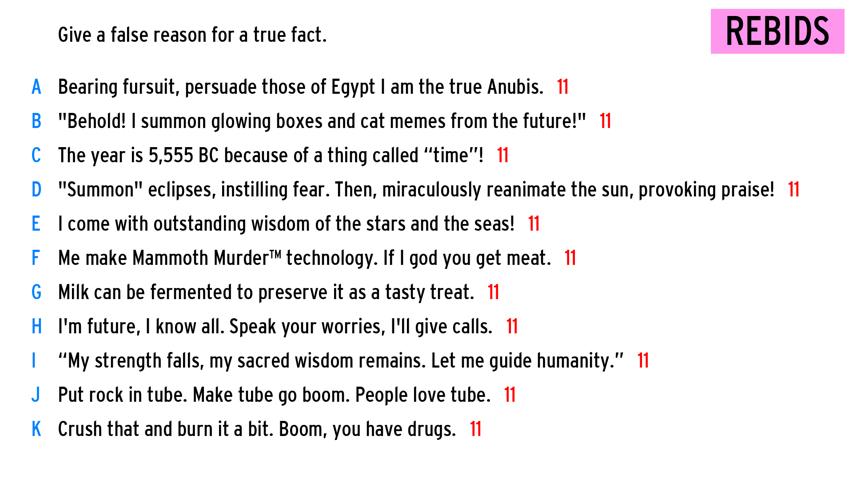 REBIDS
Give a false reason for a true fact.
A Bearing fursuit, persuade those of Egypt I am the true Anubis. 11
B "Behold! I summon glowing boxes and cat memes from the future!" 11
C The year is 5,555 BC because of a thing called “time”! 11
D "Summon" eclipses, instilling fear. Then, miraculously reanimate the sun, provoking praise! 11
E I come with outstanding wisdom of the stars and the seas! 11
F Me make Mammoth Murder™ technology. If I god you get meat. 11
G Milk can be fermented to preserve it as a tasty treat. 11
H I'm future, I know all. Speak your worries, I'll give calls. 11
I “My strength falls, my sacred wisdom remains. Let me guide humanity.” 11
J Put rock in tube. Make tube go boom. People love tube. 11
K Crush that and burn it a bit. Boom, you have drugs. 11